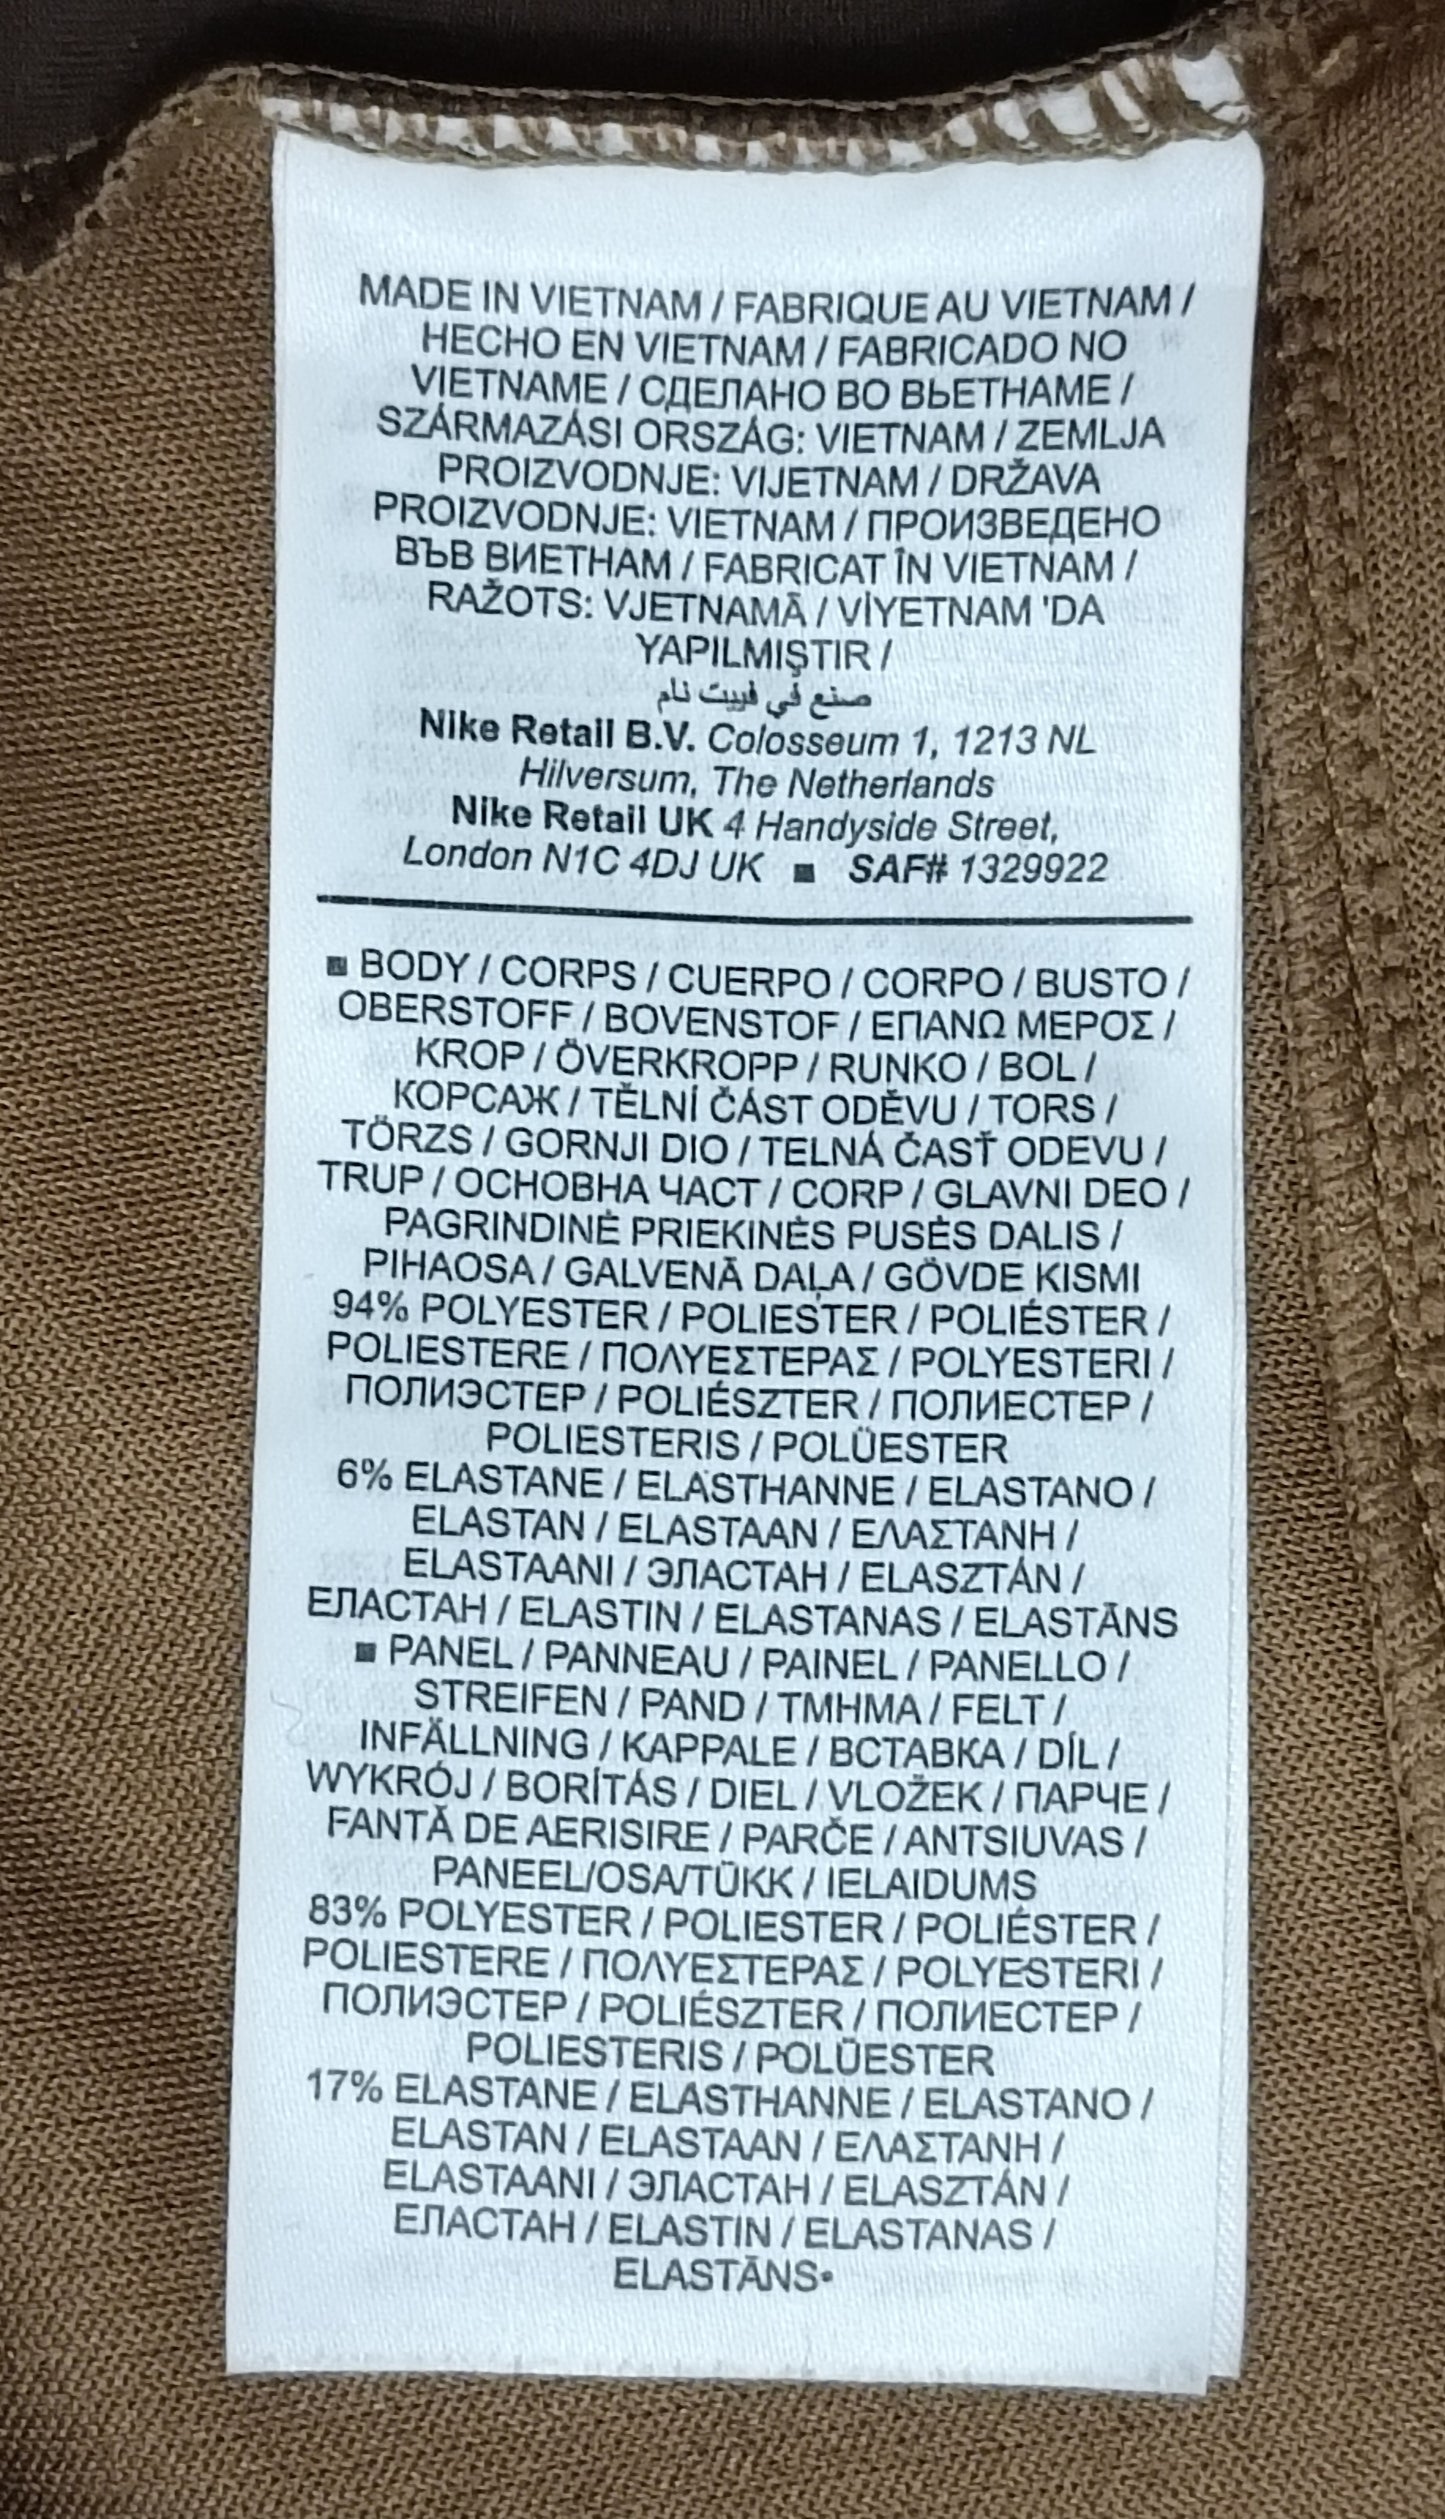 MADE IN VIETNAM / FABRIQUE AU VIETNAM /
HECHO EN VIETNAM / FABRICADO NO
VIETNAME / СДЕЛАНО ВО ВЬЕТНАМЕ /
SZÁRMAZÁSI ORSZÁG: VIETNAM / ZEMLJA
PROIZVODNJE: VIJETNAM / DRŽAVA
PROIZVODNJE: VIETNAM / ПРОИЗВЕДЕНО
ВЪВ ВИЕТНАМ / FABRICAT ÎN VIETNAM /
RAŽOTS: VJETNAMĀ / VİYETNAM 'DA
YAPILMIŞTIR /
صنع في فييت نام
Nike Retail B.V. Colosseum 1, 1213 NL
Hilversum, The Netherlands
Nike Retail UK 4 Handyside Street,
London N1C 4DJ UK ■ SAF# 1329922
■ BODY / CORPS / CUERPO / CORPO / BUSTO /
OBERSTOFF / BOVENSTOF / ΕΠΑΝΩ ΜΕΡΟΣ /
KROP / ÖVERKROPP / RUNKO / BOL /
КОРСАЖ / TĚLNÍ ČÁST ODĚVU / TORS /
TÖRZS / GORNJI DIO / TELNÁ ČASŤ ODEVU /
TRUP / ОСНОВНА ЧАСТ / CORP / GLAVNI DEO /
PAGRINDINĖ PRIEKINĖS PUSĖS DALIS /
PIHAOSA / GALVENĀ DAĻA / GÖVDE KISMI
94% POLYESTER / POLIESTER / POLIÉSTER /
POLIESTERE / ΠΟΛΥΕΣΤΕΡΑΣ / POLYESTERI /
ПОЛИЭСТЕР / POLIÉSZTER / ПОЛИЕСТЕР /
POLIESTERIS / POLÜESTER
6% ELASTANE / ELASTHANNE / ELASTANO /
ELASTAN / ELASTAAN / ΕΛΑΣΤΑΝΗ /
ELASTAANI / ЭЛАСТАН / ELASZTÁN /
ЕЛАСТАН / ELASTIN / ELASTANAS / ELASTĀNS
■ PANEL / PANNEAU / PAINEL / PANELLO /
STREIFEN / PAND / ΤΜΗΜΑ / FELT /
INFÄLLNING / KAPPALE / ВСТАВКА / DÍL /
WYKRÓJ / BORÍTÁS / DIEL / VLOŽEK / ПАРЧЕ /
FANTĂ DE AERISIRE / PARČE / ANTSIUVAS /
PANEEL/OSA/TÜKK / IELAIDUMS
83% POLYESTER / POLIESTER / POLIÉSTER /
POLIESTERE / ΠΟΛΥΕΣΤΕΡΑΣ / POLYESTERI /
ПОЛИЭСТЕР / POLIÉSZTER / ПОЛИЕСТЕР /
POLIESTERIS / POLÜESTER
17% ELASTANE / ELASTHANNE / ELASTANO /
ELASTAN / ELASTAAN / ΕΛΑΣΤΑΝΗ /
ELASTAANI / ЭЛАСТАН / ELASZTÁN /
ЕЛАСТАН / ELASTIN / ELASTANAS /
ELASTĀNS•